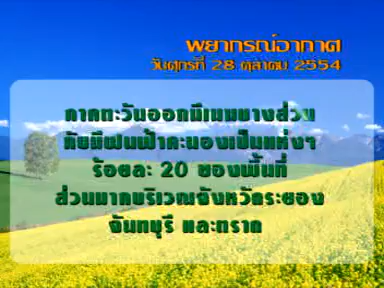 พยากรณ์อากาศ
วันศุกร์ที่ 28 ตุลาคม 2554
ภาคตะวันออกมีเมฆบางส่วน
กับมีฝนฟ้าคะนองเป็นแห่งๆ
ร้อยละ 20 ของพื้นที่
ส่วนมากบริเวณจังหวัดระยอง
จันทบุรี และตราด